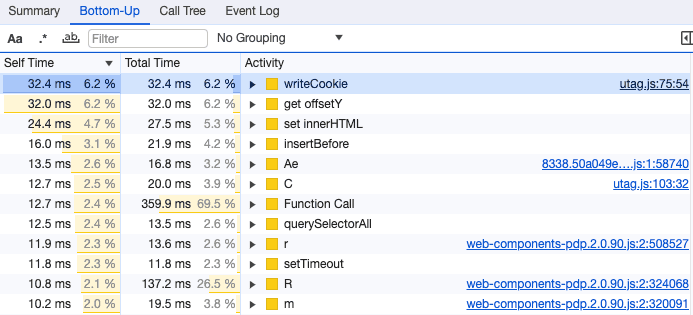 Summary Bottom-Up Call Tree Event Log
Aa .* ab Filter No Grouping
Self Time Total Time Activity
32.4 ms 6.2 % 32.4 ms 6.2 % writeCookie utag.js:75:54
32.0 ms 6.2 % 32.0 ms 6.2 % get offsetY
24.4 ms 4.7 % 27.5 ms 5.3 % set innerHTML
16.0 ms 3.1 % 21.9 ms 4.2 % insertBefore
13.5 ms 2.6 % 16.8 ms 3.2 % Ae 8338.50a049e….js:1:58740
12.7 ms 2.5 % 20.0 ms 3.9 % C utag.js:103:32
12.7 ms 2.4 % 359.9 ms 69.5 % Function Call
12.5 ms 2.4 % 13.5 ms 2.6 % querySelectorAll
11.9 ms 2.3 % 13.6 ms 2.6 % r web-components-pdp.2.0.90.js:2:508527
11.8 ms 2.3 % 11.8 ms 2.3 % setTimeout
10.8 ms 2.1 % 137.2 ms 26.5 % R web-components-pdp.2.0.90.js:2:324068
10.2 ms 2.0 % 19.5 ms 3.8 % m web-components-pdp.2.0.90.js:2:320091